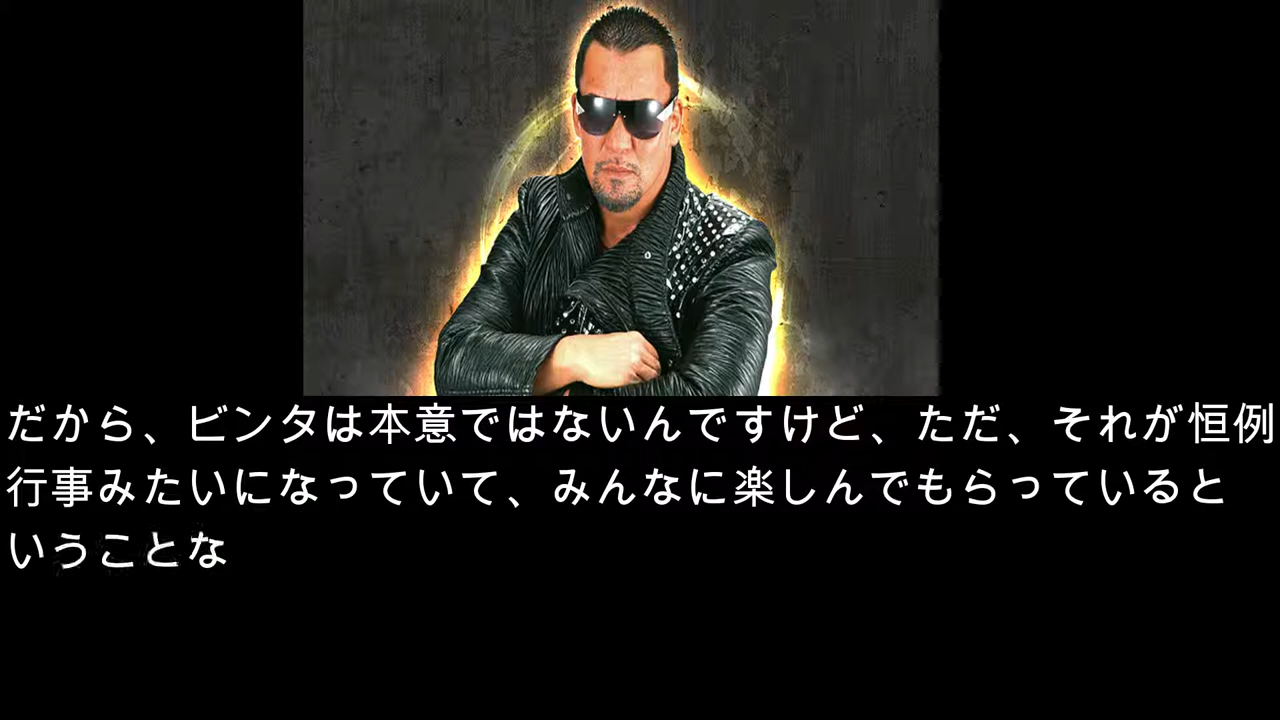 だから、ビンタは本意ではないんですけど、ただ、それが恒例
行事みたいになっていて、みんなに楽しんでもらっていると
いうことな